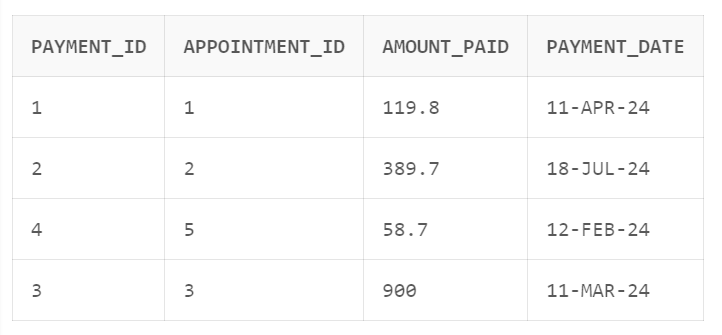 PAYMENT_ID APPOINTMENT_ID AMOUNT_PAID PAYMENT_DATE
1 1 119.8 11-APR-24
2 2 389.7 18-JUL-24
4 5 58.7 12-FEB-24
3 3 900 11-MAR-24